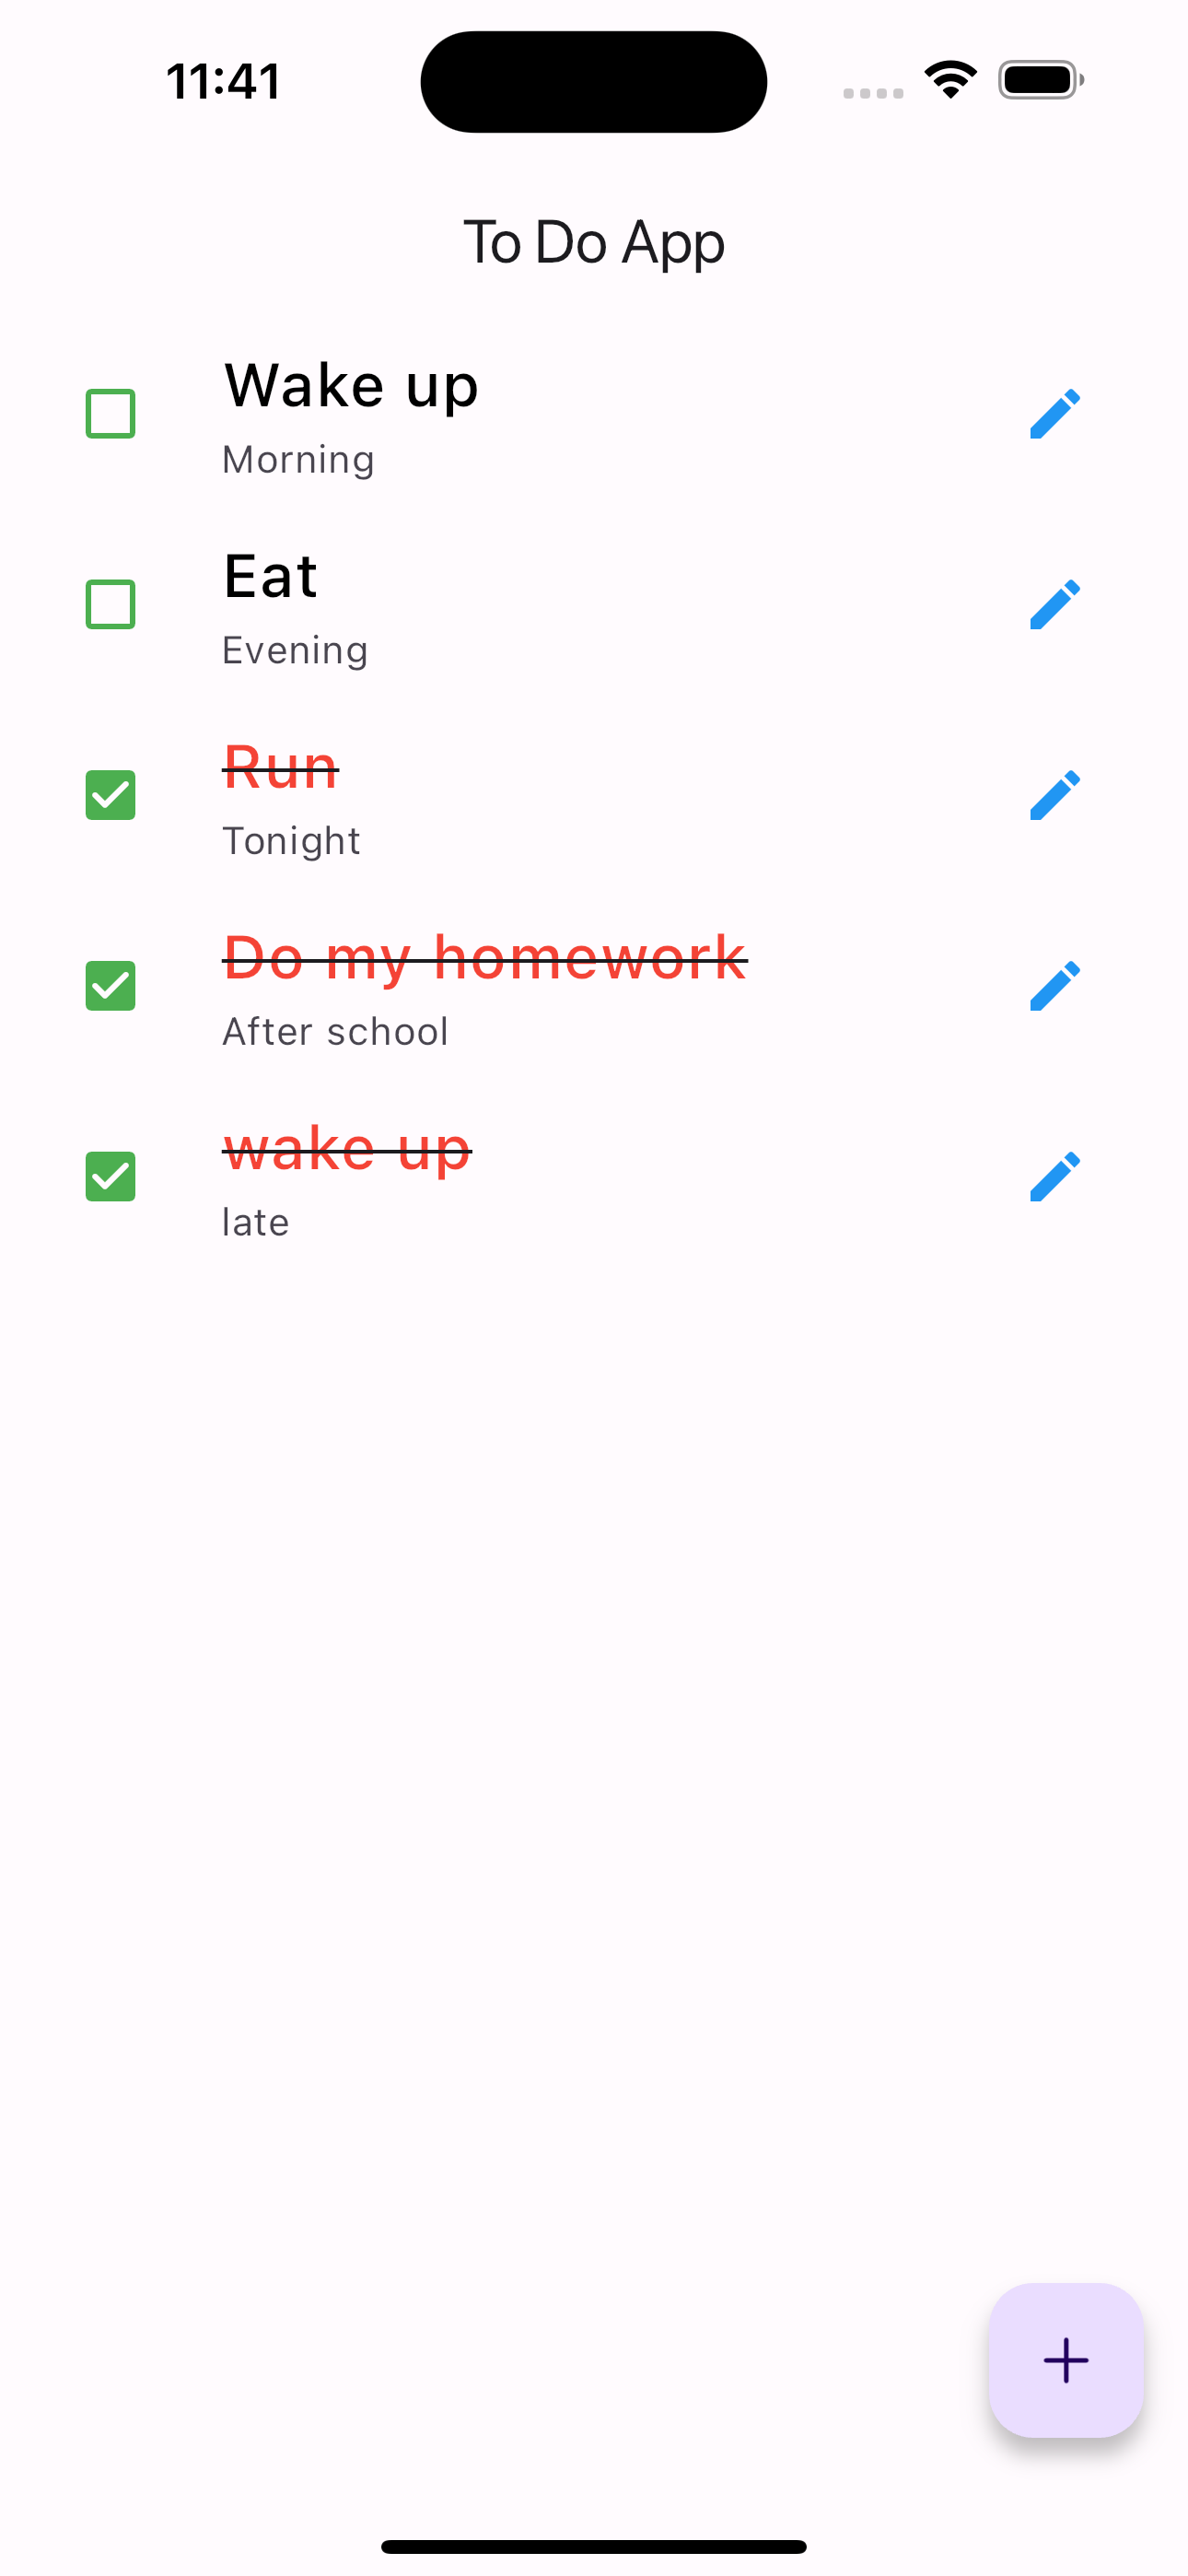 11:41
To Do App
Wake up
Morning
Eat
Evening
Run
Tonight
Do my homework
After school
wake up
late